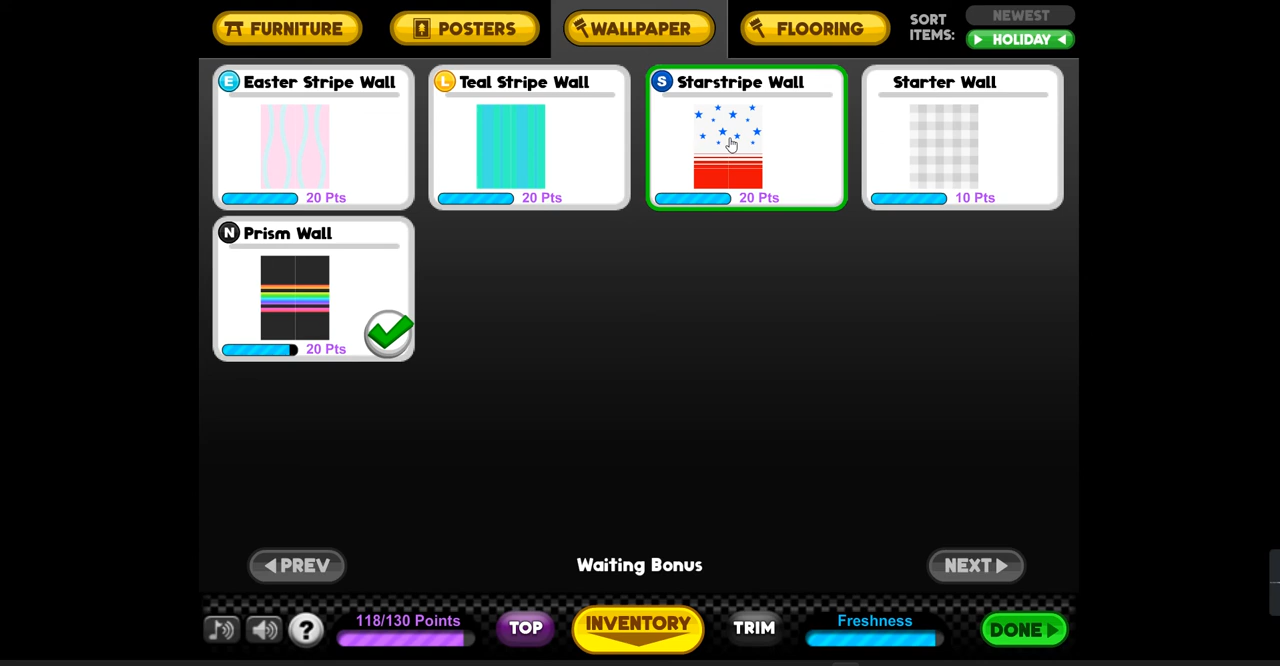 FURNITURE
POSTERS
WALLPAPER
FLOORING
SORT ITEMS:
NEWEST
HOLIDAY
E Easter Stripe Wall
20 Pts
L Teal Stripe Wall
20 Pts
S Starstripe Wall
20 Pts
Starter Wall
10 Pts
N Prism Wall
20 Pts
PREV
Waiting Bonus
NEXT
?
118/130 Points
TOP
INVENTORY
TRIM
Freshness
DONE